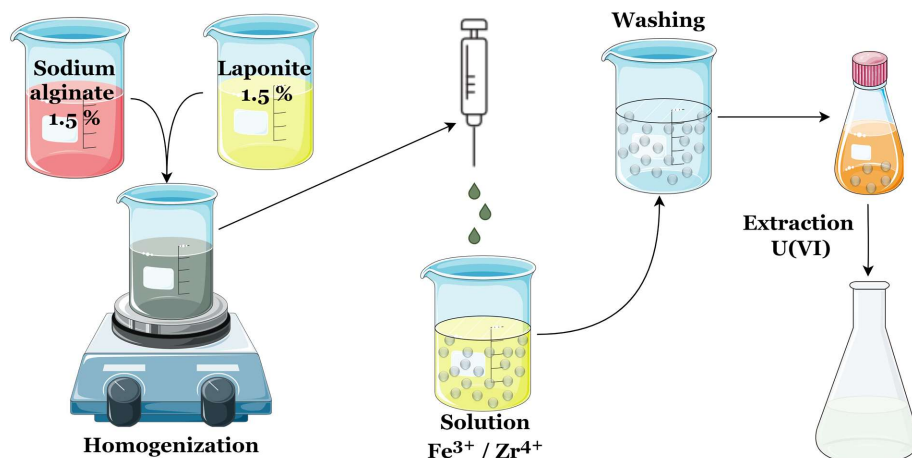 Sodium
alginate
1.5 %
Laponite
1.5 %
Homogenization
Solution
Fe³⁺ / Zr⁴⁺
Washing
Extraction
U(VI)